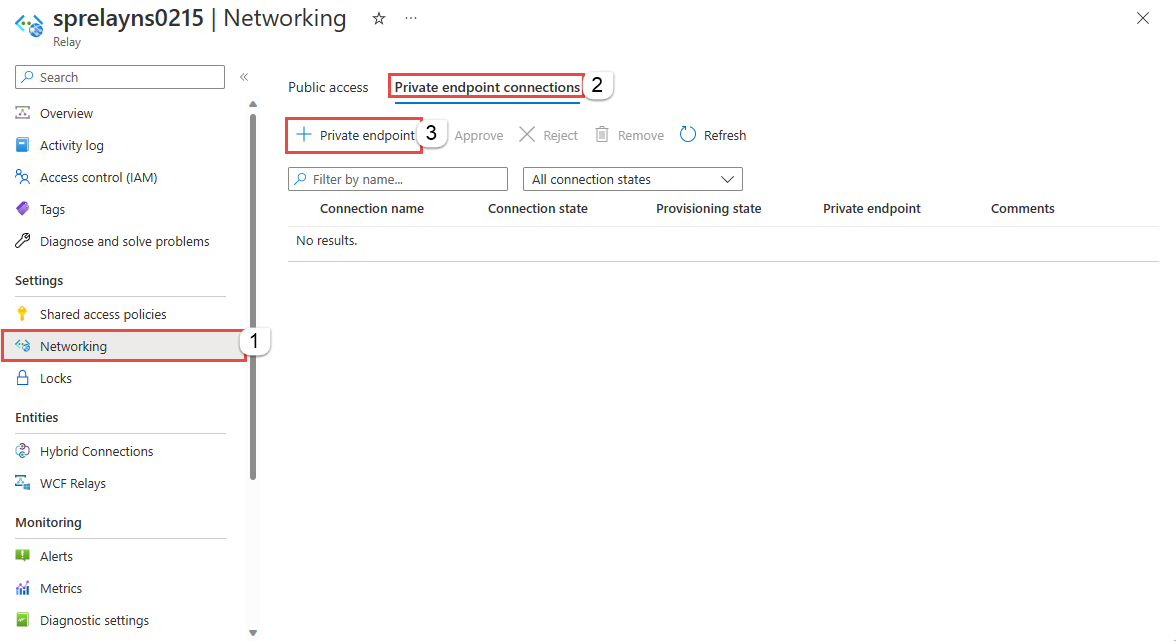 sprelayns0215 | Networking
Relay
Search
Overview
Activity log
Access control (IAM)
Tags
Diagnose and solve problems
Settings
Shared access policies
Networking 1
Locks
Entities
Hybrid Connections
WCF Relays
Monitoring
Alerts
Metrics
Diagnostic settings
Public access Private endpoint connections 2
Private endpoint 3 Approve Reject Remove Refresh
Filter by name... All connection states
Connection name Connection state Provisioning state Private endpoint Comments
No results.